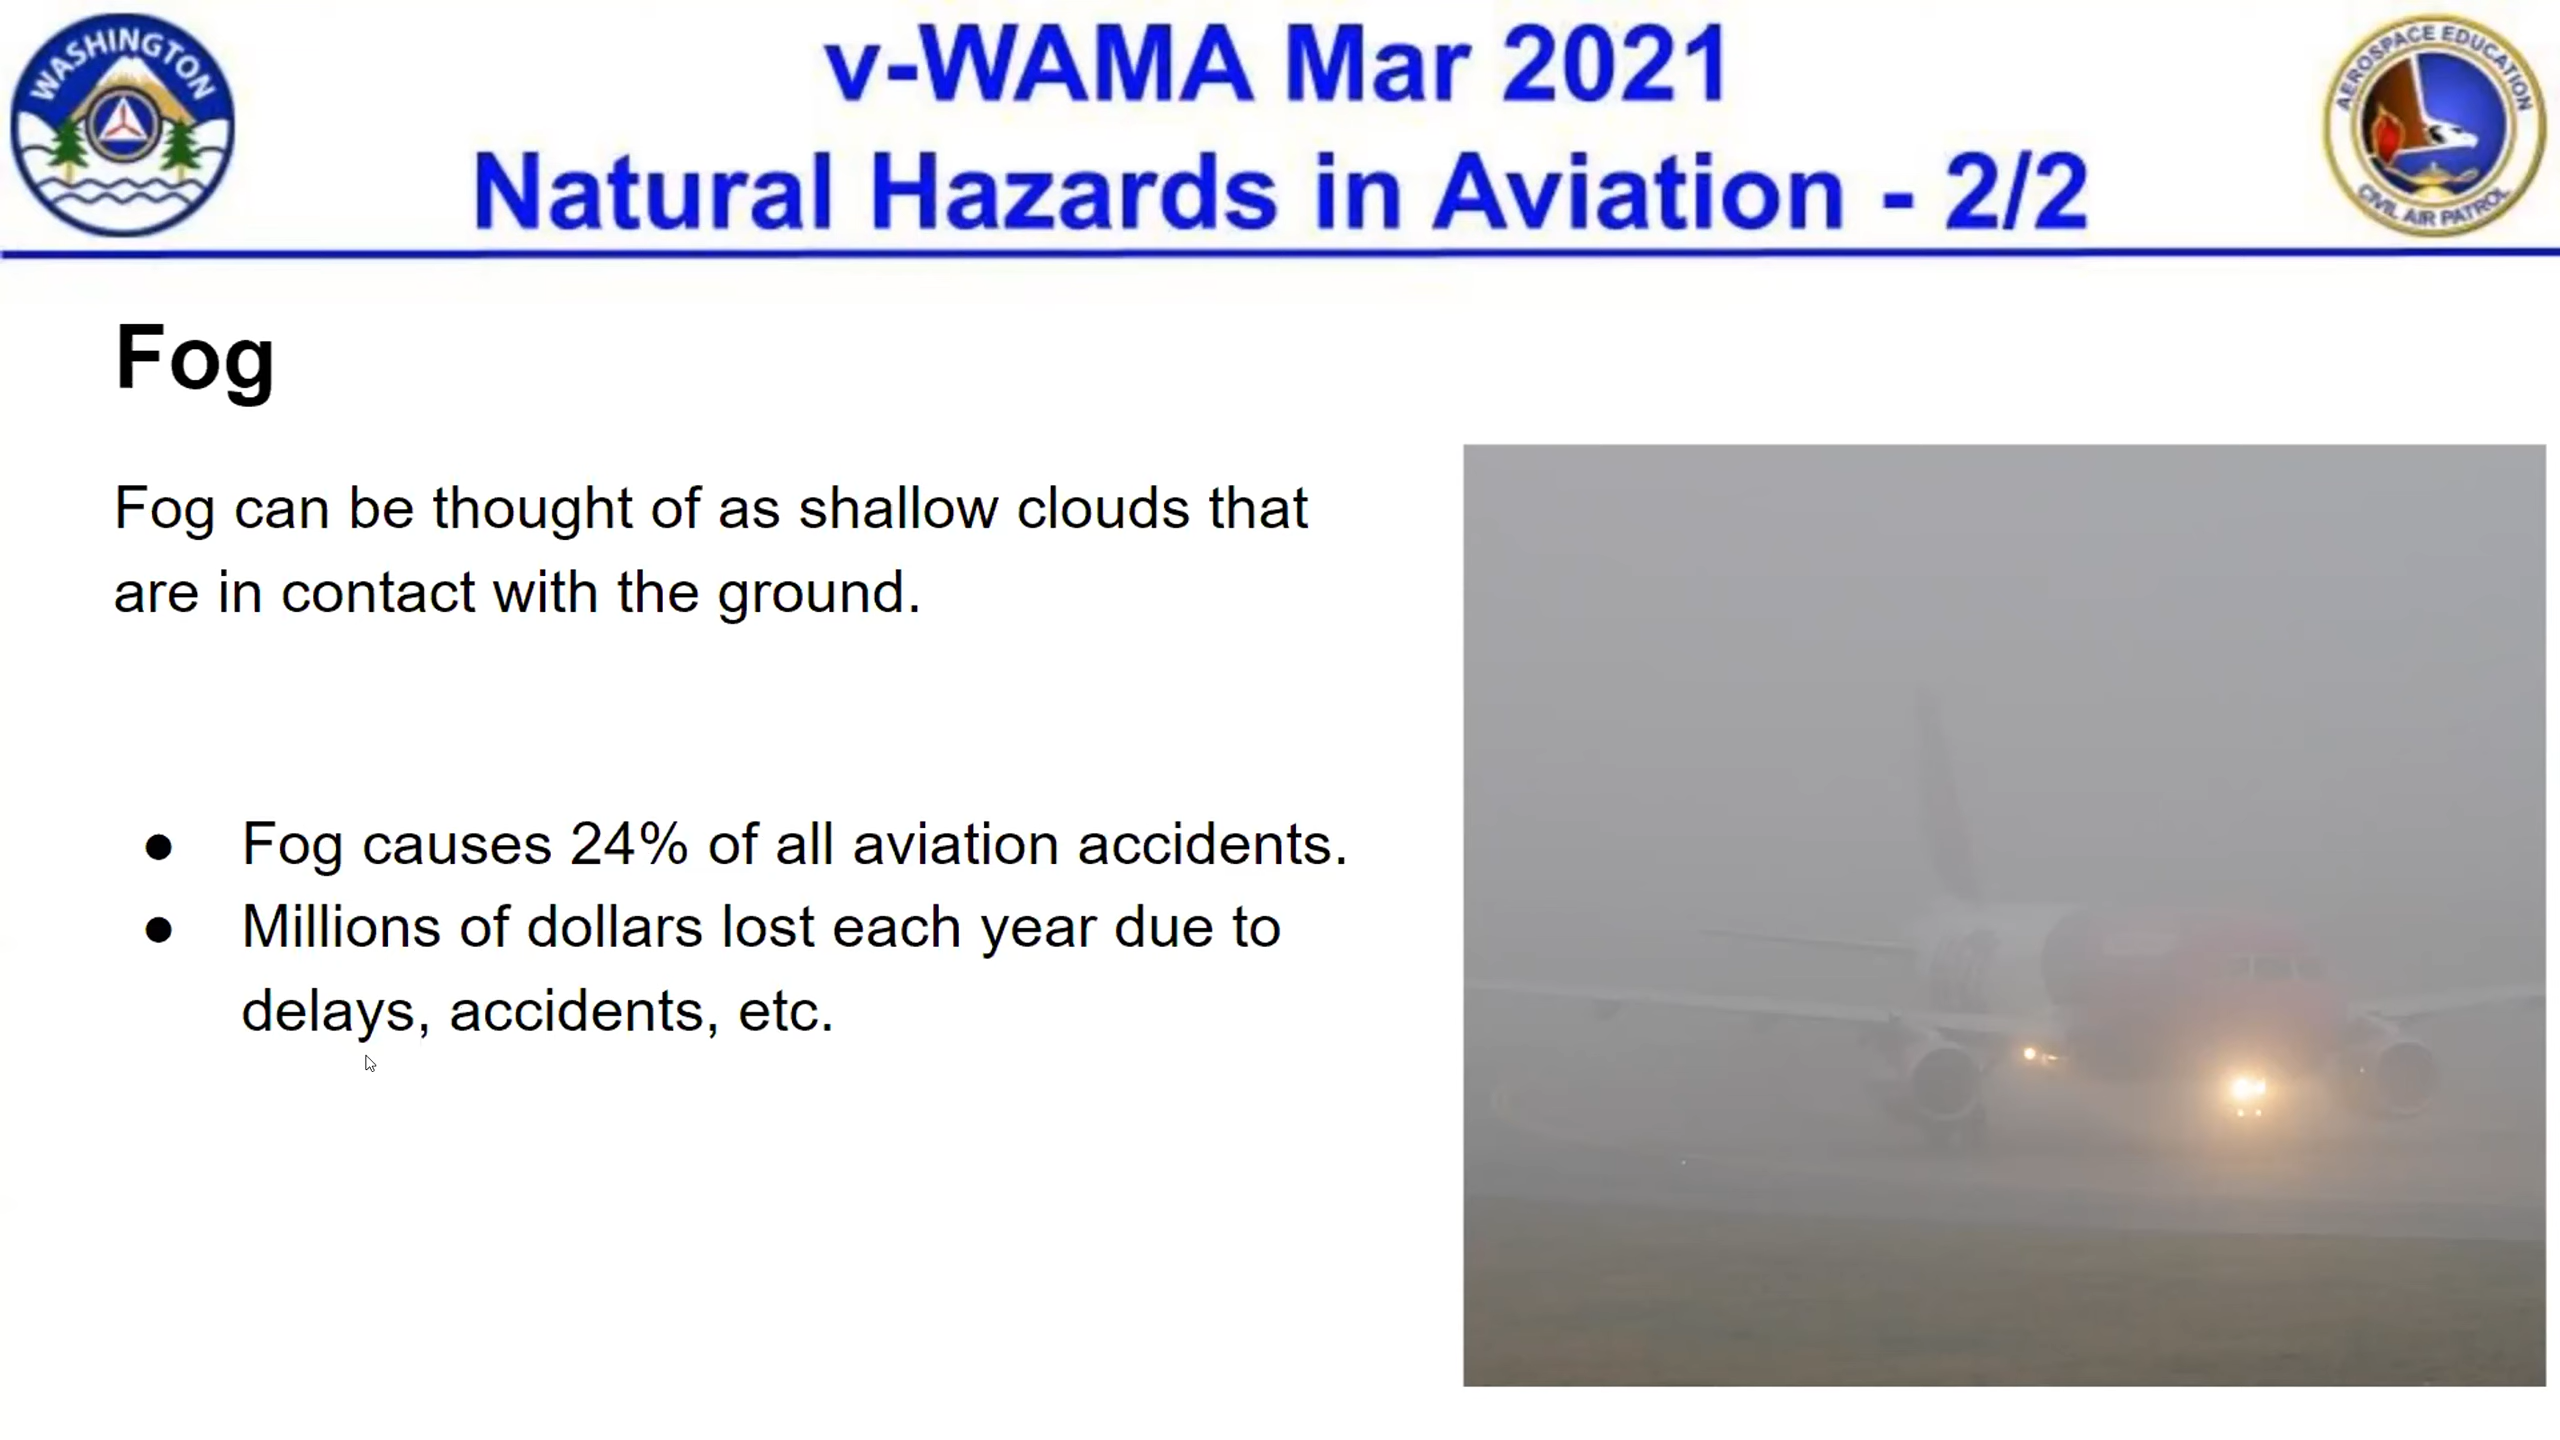 WASHINGTON
v-WAMA Mar 2021
Natural Hazards in Aviation - 2/2
AEROSPACE EDUCATION
CIVIL AIR PATROL
Fog
Fog can be thought of as shallow clouds that
are in contact with the ground.
● Fog causes 24% of all aviation accidents.
● Millions of dollars lost each year due to
delays, accidents, etc.